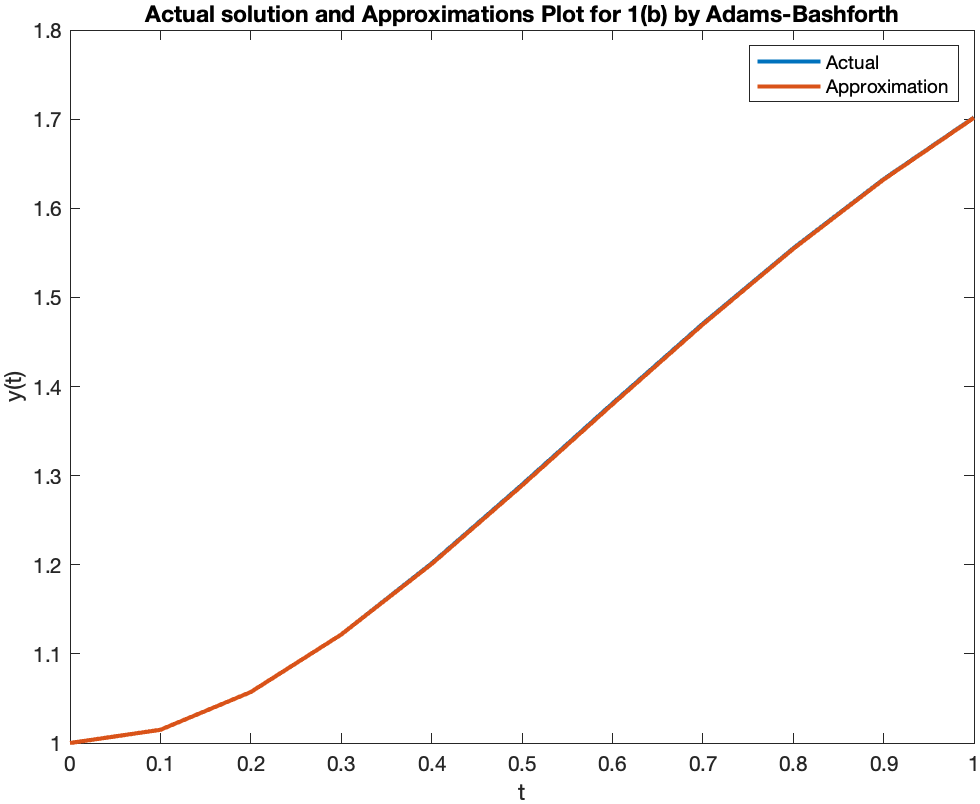 Actual solution and Approximations Plot for 1(b) by Adams-Bashforth
1.8
Actual
Approximation
1.7
1.6
1.5
1.4
y(t)
1.3
1.2
1.1
1
0 0.1 0.2 0.3 0.4 0.5 0.6 0.7 0.8 0.9 1
t